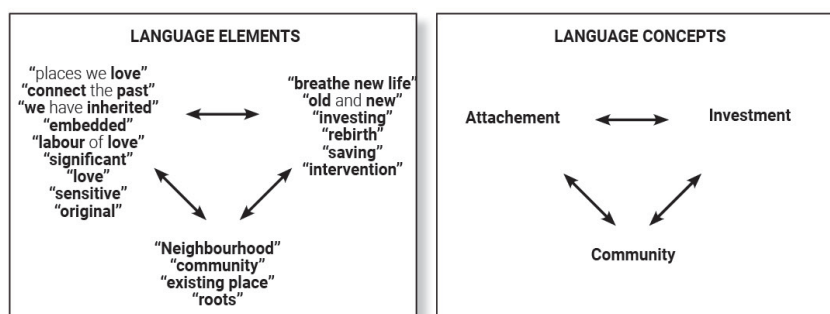 LANGUAGE ELEMENTS
“places we love”
“connect the past”
“we have inherited”
“embedded”
“labour of love”
“significant”
“love”
“sensitive”
“original”
“breathe new life”
“old and new”
“investing”
“rebirth”
“saving”
“intervention”
“Neighbourhood”
“community”
“existing place”
“roots”
LANGUAGE CONCEPTS
Attachement
Investment
Community